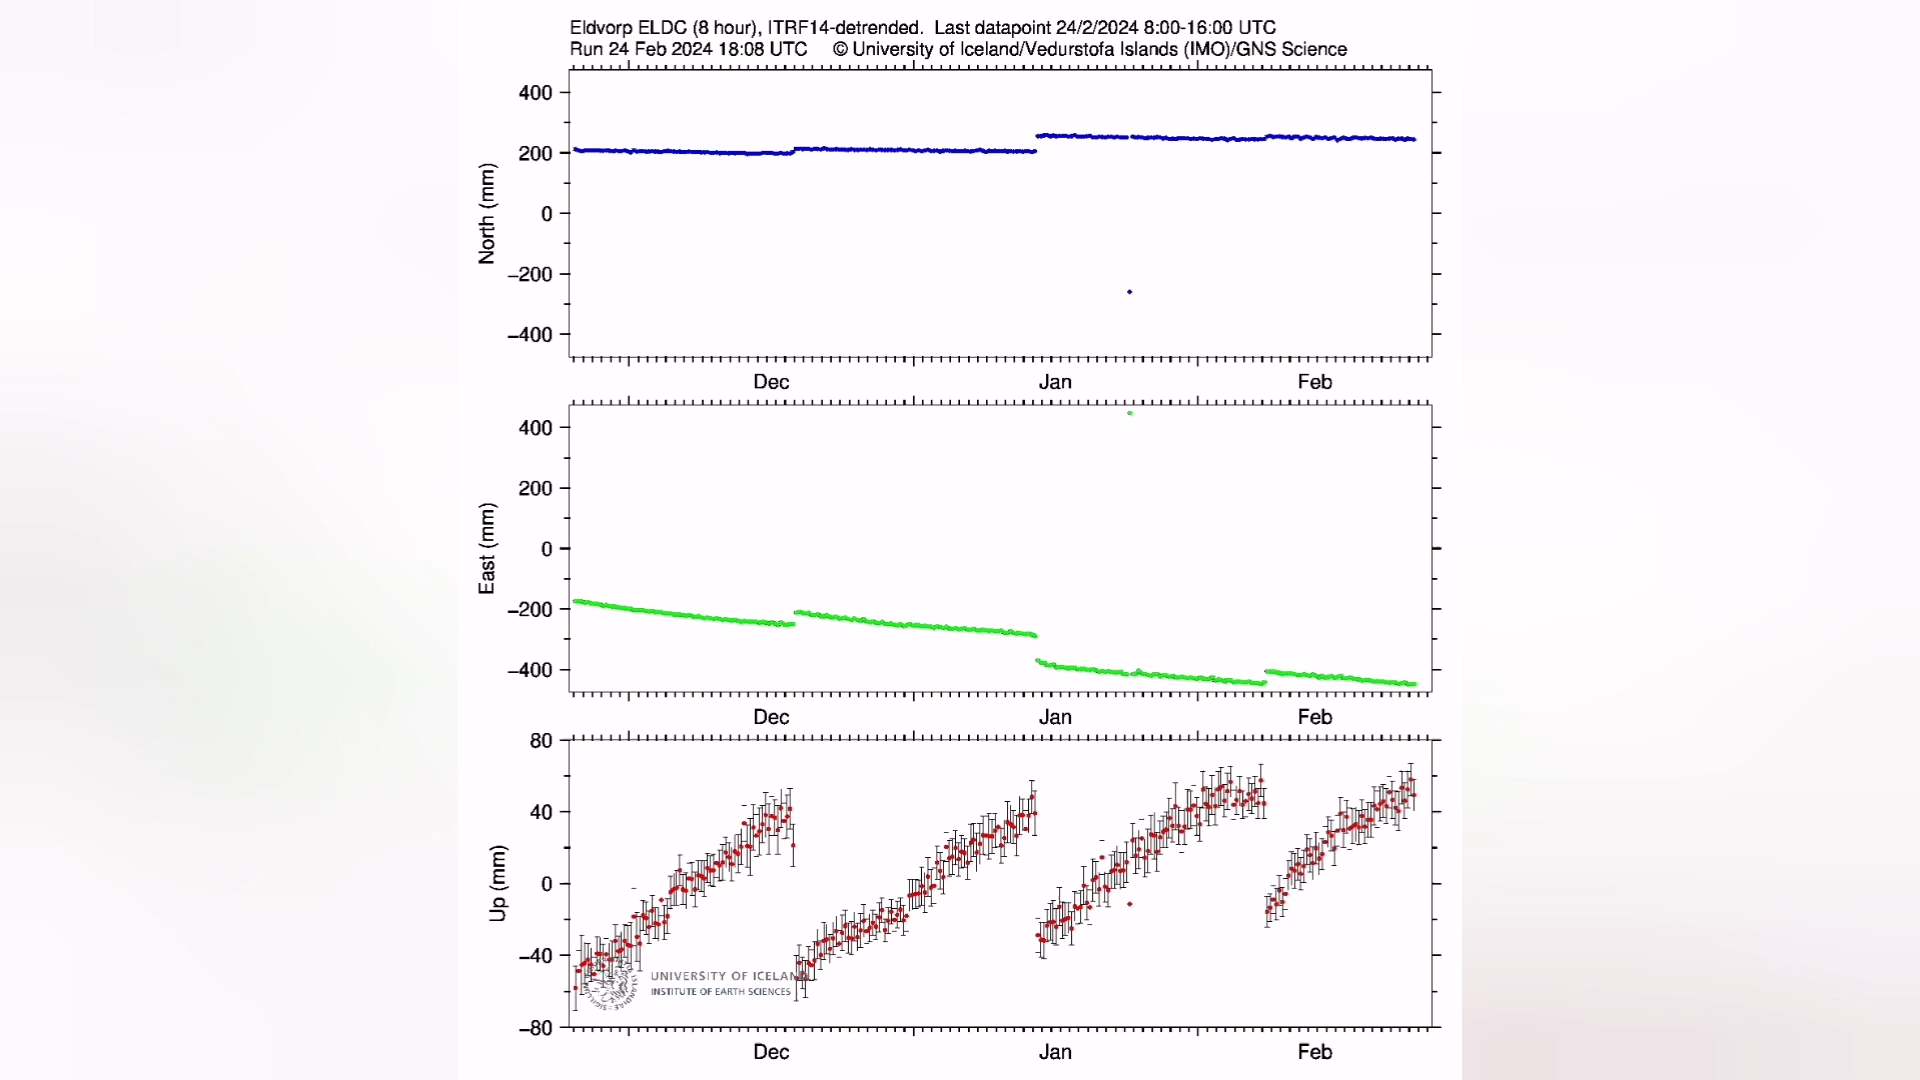 Eldvorp ELDC (8 hour), ITRF14-detrended. Last datapoint 24/2/2024 8:00-16:00 UTC
Run 24 Feb 2024 18:08 UTC © University of Iceland/Vedurstofa Islands (IMO)/GNS Science
400
200
0
−200
−400
North (mm)
Dec Jan Feb
400
200
0
−200
−400
East (mm)
Dec Jan Feb
80
40
0
−40
−80
Up (mm)
UNIVERSITY OF ICELAN
INSTITUTE OF EARTH SCIENCES
Dec Jan Feb